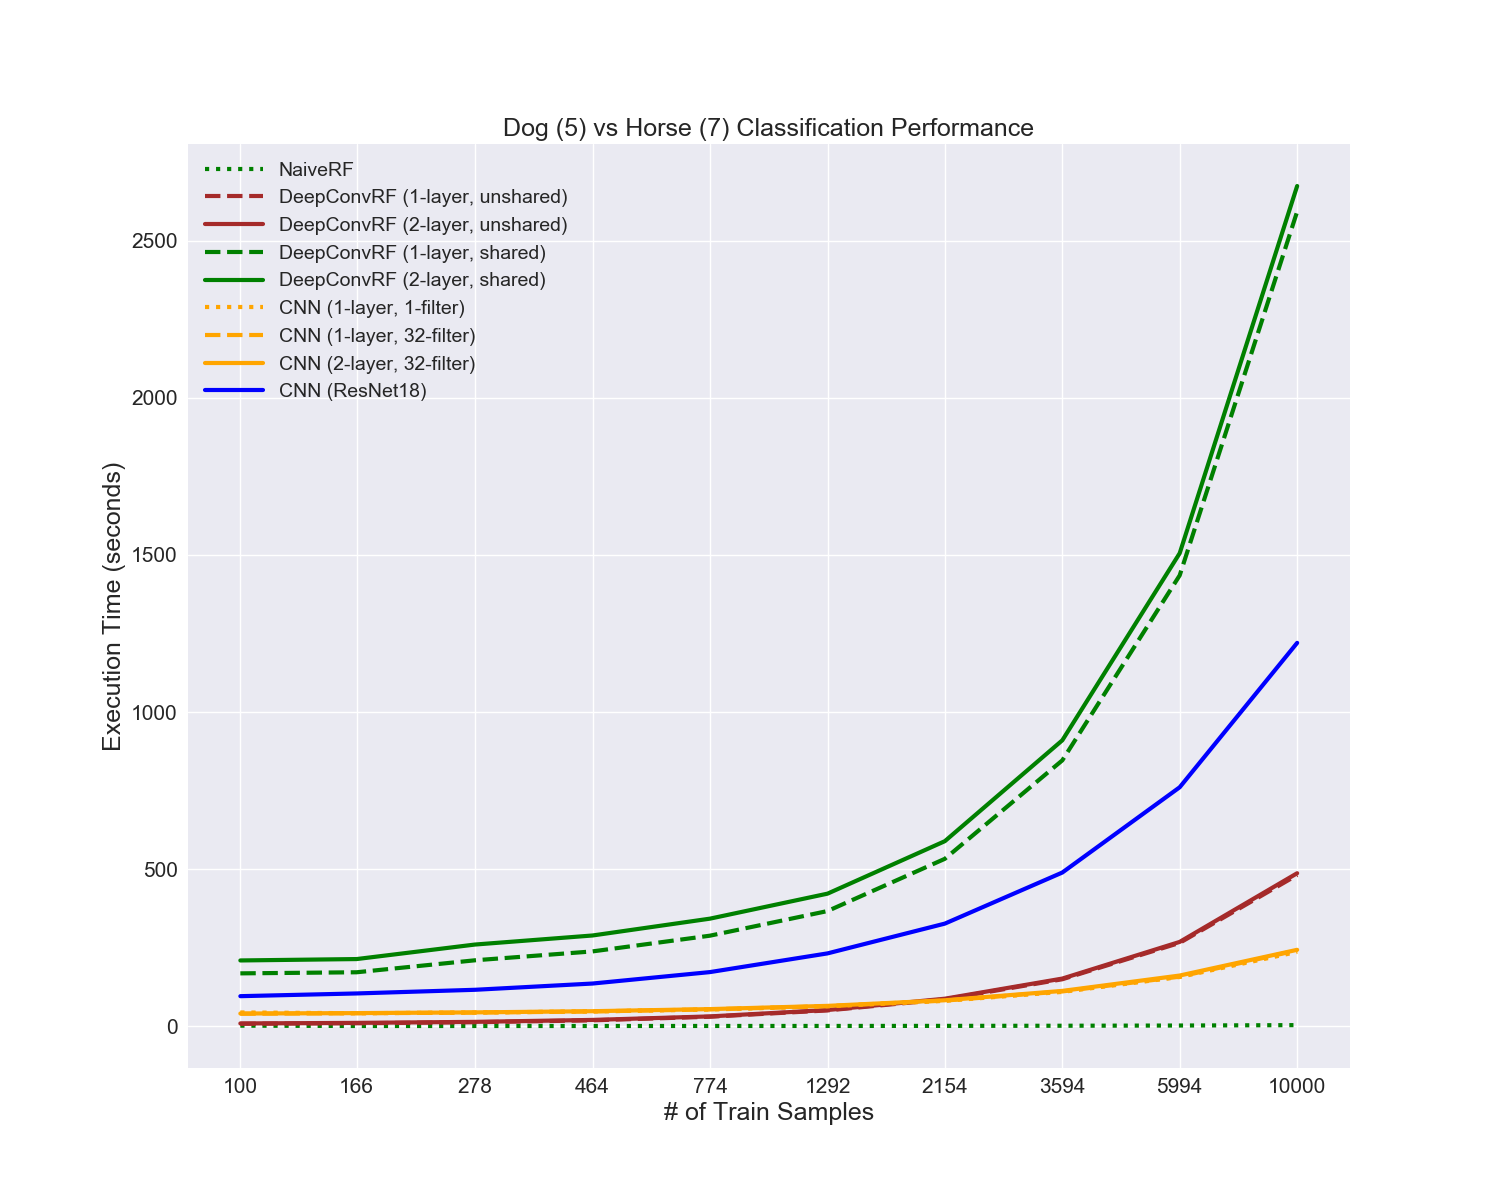 Dog (5) vs Horse (7) Classification Performance
NaiveRF
DeepConvRF (1-layer, unshared)
DeepConvRF (2-layer, unshared)
DeepConvRF (1-layer, shared)
DeepConvRF (2-layer, shared)
CNN (1-layer, 1-filter)
CNN (1-layer, 32-filter)
CNN (2-layer, 32-filter)
CNN (ResNet18)
Execution Time (seconds)
2500
2000
1500
1000
500
0
100 166 278 464 774 1292 2154 3594 5994 10000
# of Train Samples